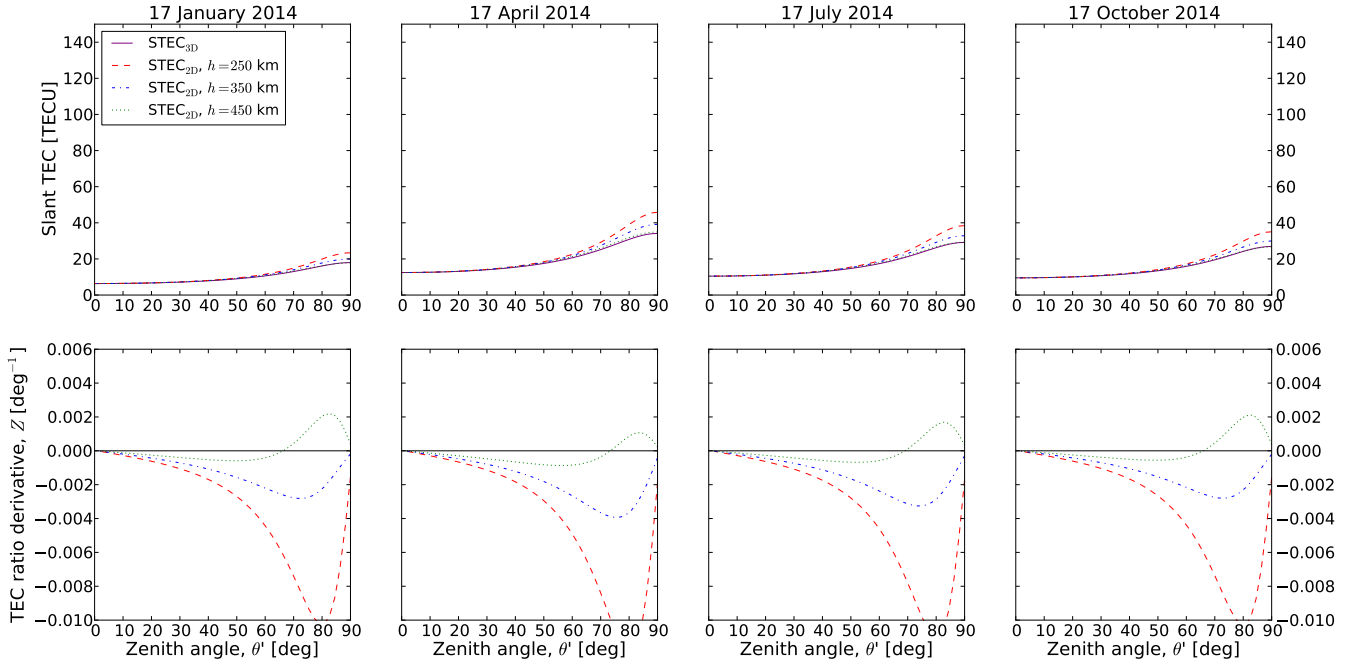 17 January 2014
17 April 2014
17 July 2014
17 October 2014
Slant TEC [TECU]
140
120
100
80
60
40
20
0
STEC3D
STEC2D, h=250 km
STEC2D, h=350 km
STEC2D, h=450 km
140
120
100
80
60
40
20
0
0 10 20 30 40 50 60 70 80 90
0 10 20 30 40 50 60 70 80 90
0 10 20 30 40 50 60 70 80 90
0 10 20 30 40 50 60 70 80 90
TEC ratio derivative, Z [deg−1]
0.006
0.004
0.002
0.000
−0.002
−0.004
−0.006
−0.008
−0.010
0.006
0.004
0.002
0.000
−0.002
−0.004
−0.006
−0.008
−0.010
0 10 20 30 40 50 60 70 80 90
0 10 20 30 40 50 60 70 80 90
0 10 20 30 40 50 60 70 80 90
0 10 20 30 40 50 60 70 80 90
Zenith angle, θ' [deg]
Zenith angle, θ' [deg]
Zenith angle, θ' [deg]
Zenith angle, θ' [deg]